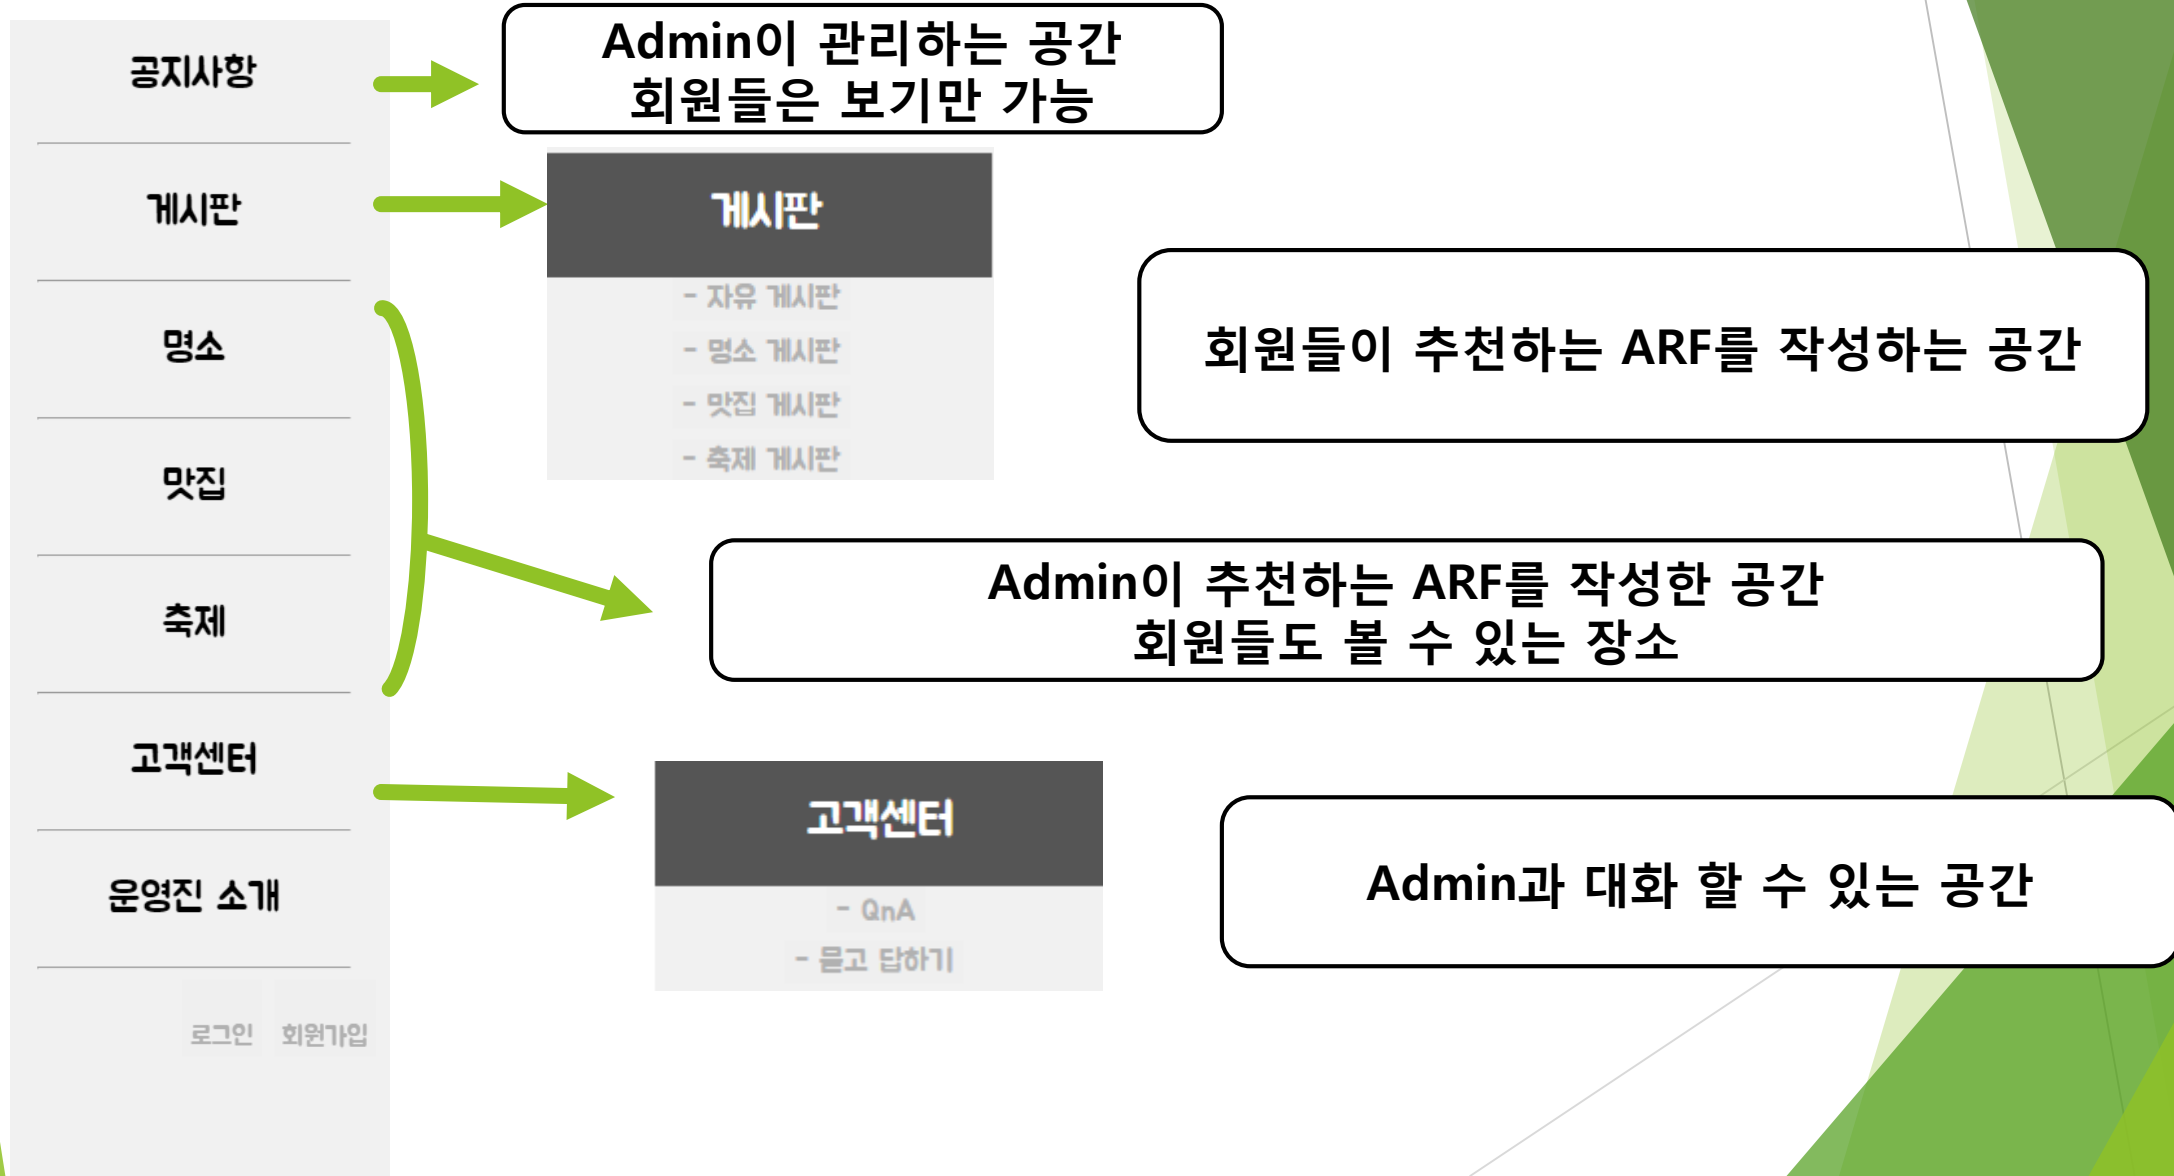 공지사항
Admin이 관리하는 공간
회원들은 보기만 가능
게시판
게시판
- 자유 게시판
- 명소 게시판
- 맛집 게시판
- 축제 게시판
회원들이 추천하는 ARF를 작성하는 공간
명소
맛집
축제
Admin이 추천하는 ARF를 작성한 공간
회원들도 볼 수 있는 장소
고객센터
고객센터
- QnA
- 묻고 답하기
Admin과 대화 할 수 있는 공간
운영진 소개
로그인 회원가입